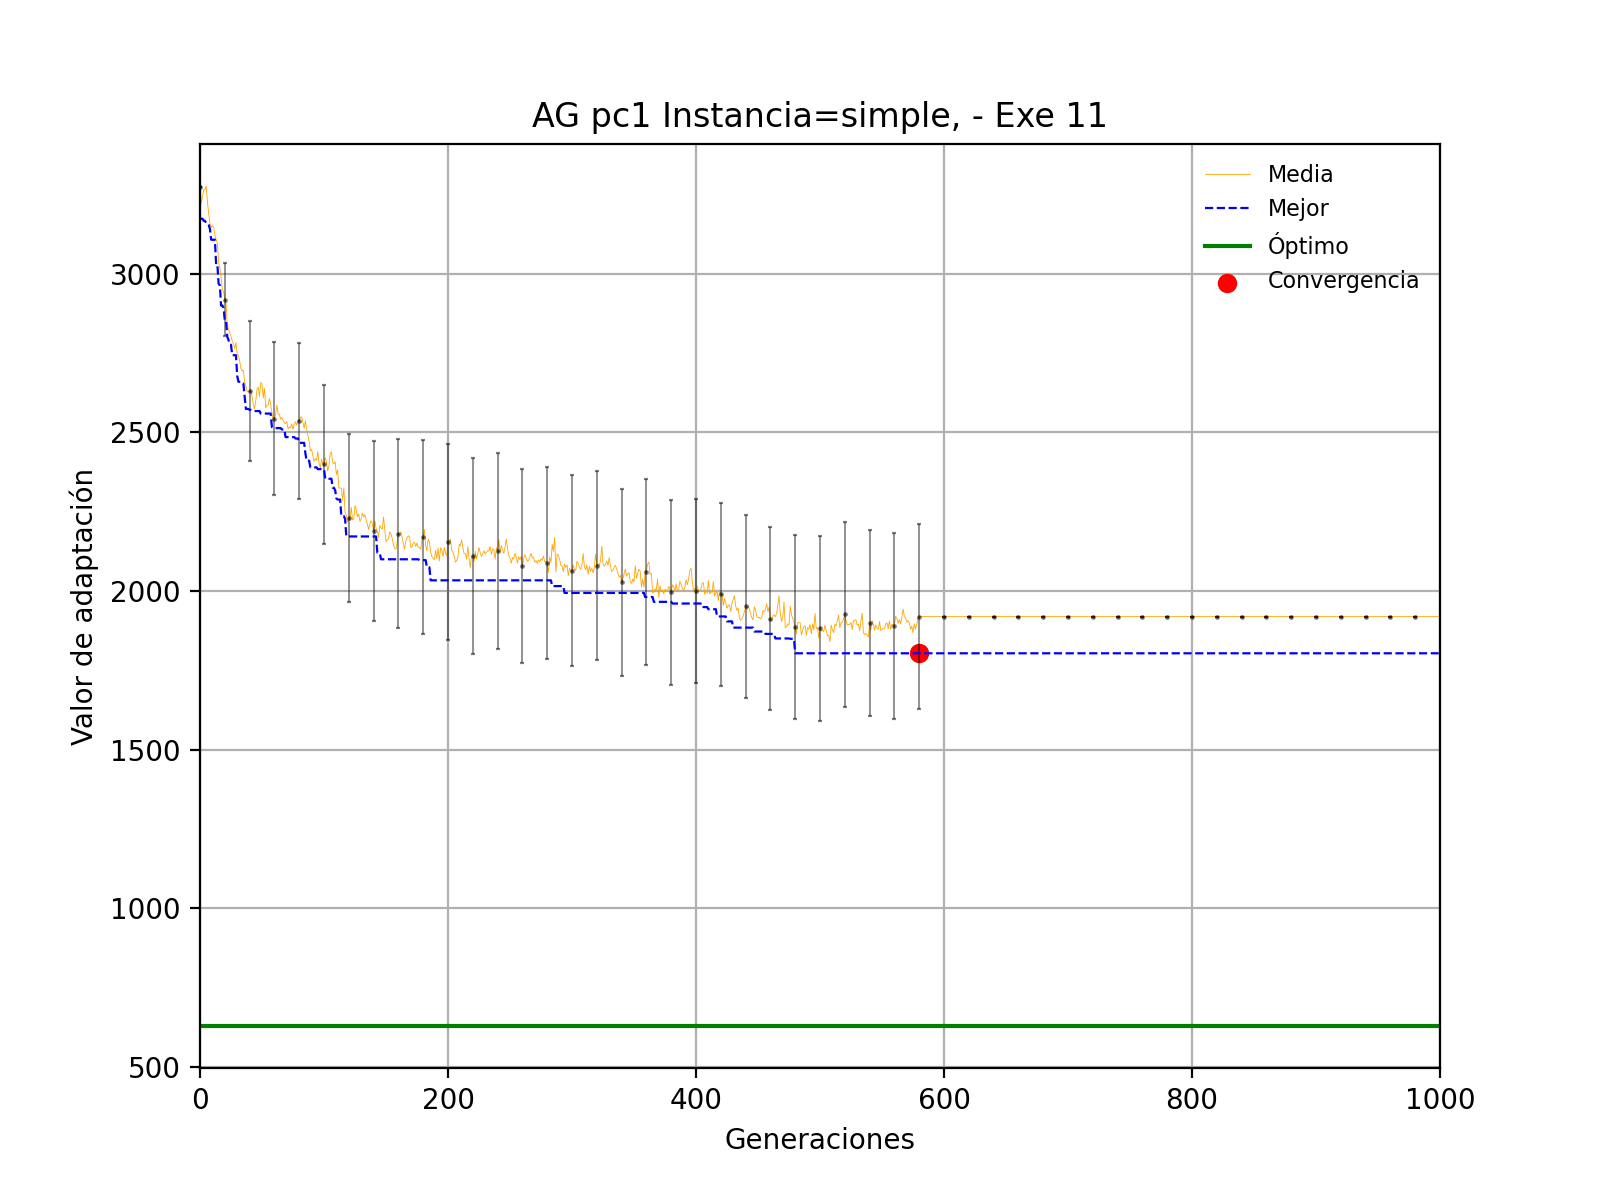 AG pc1 Instancia=simple, - Exe 11
Media
Mejor
Óptimo
Convergencia
Valor de adaptación
3000
2500
2000
1500
1000
500
0
200
400
600
800
1000
Generaciones